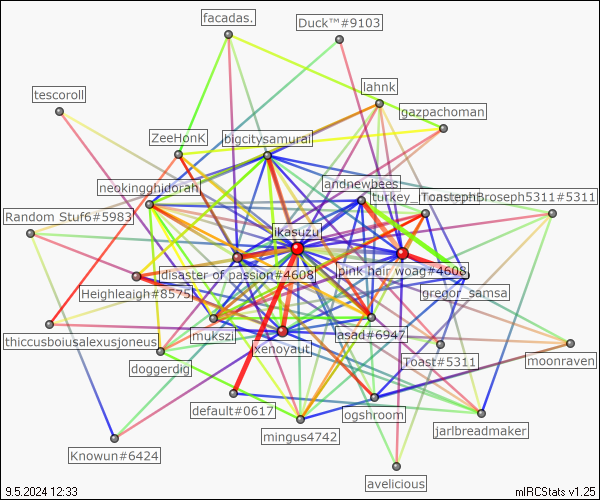 facadas.
Duck™#9103
lahnk
tescoroll
gazpachoman
ZeeHonK
bigcitysamurai
andnewbees
neokingghidorah
turkey_
Broseph5311#5311
Random Stuf6#5983
ikasuzu
disaster of passion#4608
pink hair woag#4608
Heighleaigh#8575
gregor_samsa
mukszi
asad#6947
thiccusboiusalexusjoneus
xenoyaut
Toast#5311
moonraven
doggerdig
default#0617
ogshroom
mingus4742
jarlbreadmaker
Knowun#6424
avelicious
9.5.2024 12:33
mIRCStats v1.25